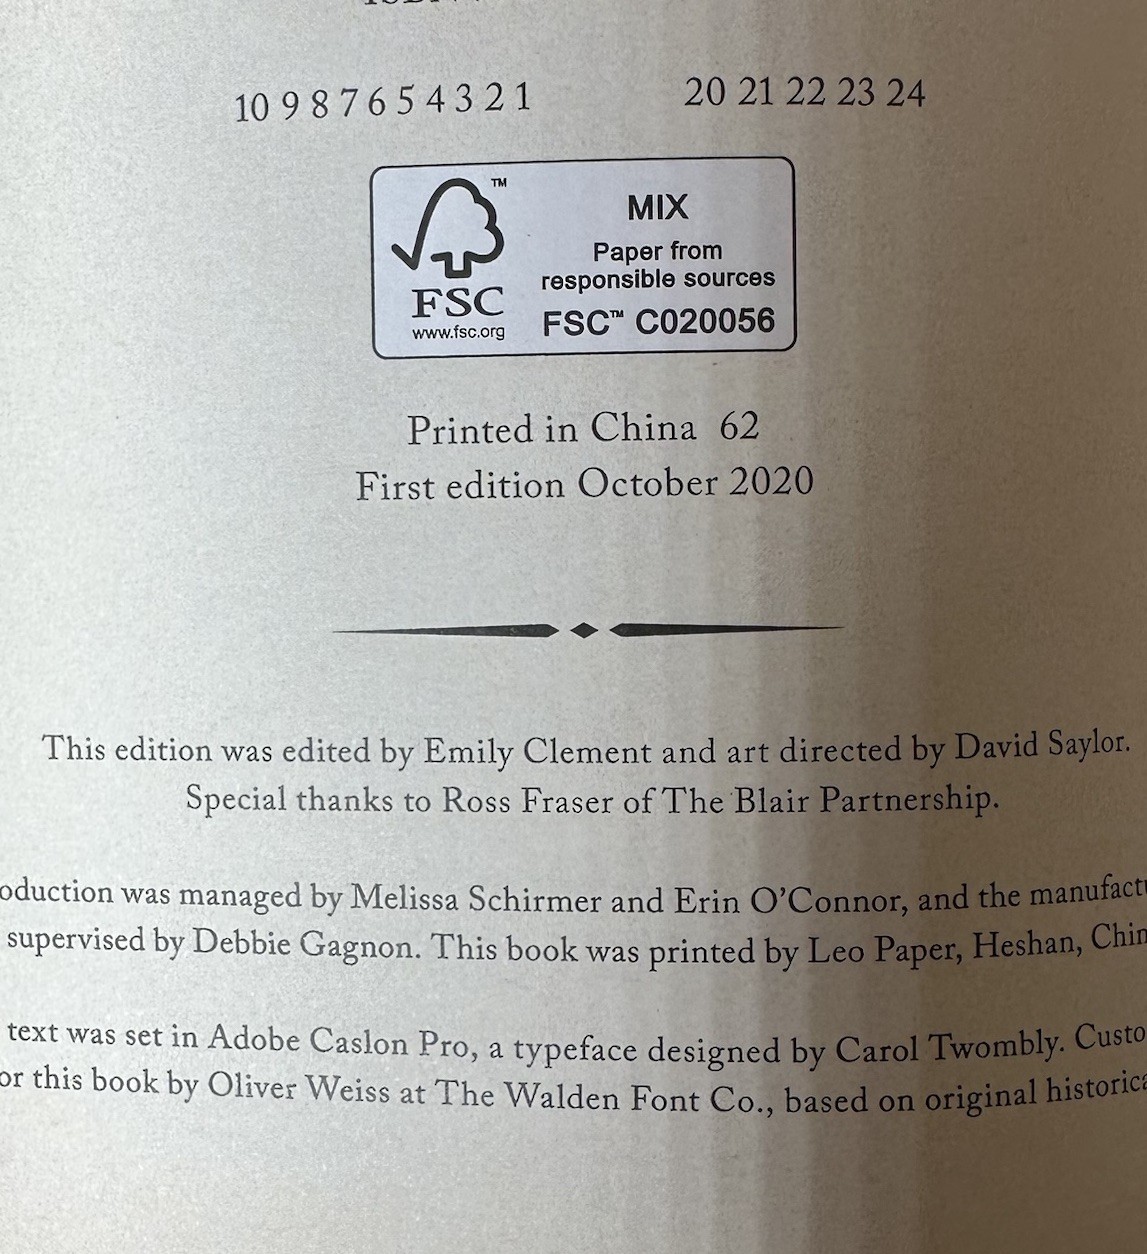 10 9 8 7 6 5 4 3 2 1 20 21 22 23 24
TM
MIX
Paper from
responsible sources
FSC™ C020056
FSC
www.fsc.org
Printed in China 62
First edition October 2020
This edition was edited by Emily Clement and art directed by David Saylor.
Special thanks to Ross Fraser of The Blair Partnership.
oduction was managed by Melissa Schirmer and Erin O’Connor, and the manufact
supervised by Debbie Gagnon. This book was printed by Leo Paper, Heshan, Chin
text was set in Adobe Caslon Pro, a typeface designed by Carol Twombly. Custo
or this book by Oliver Weiss at The Walden Font Co., based on original historica